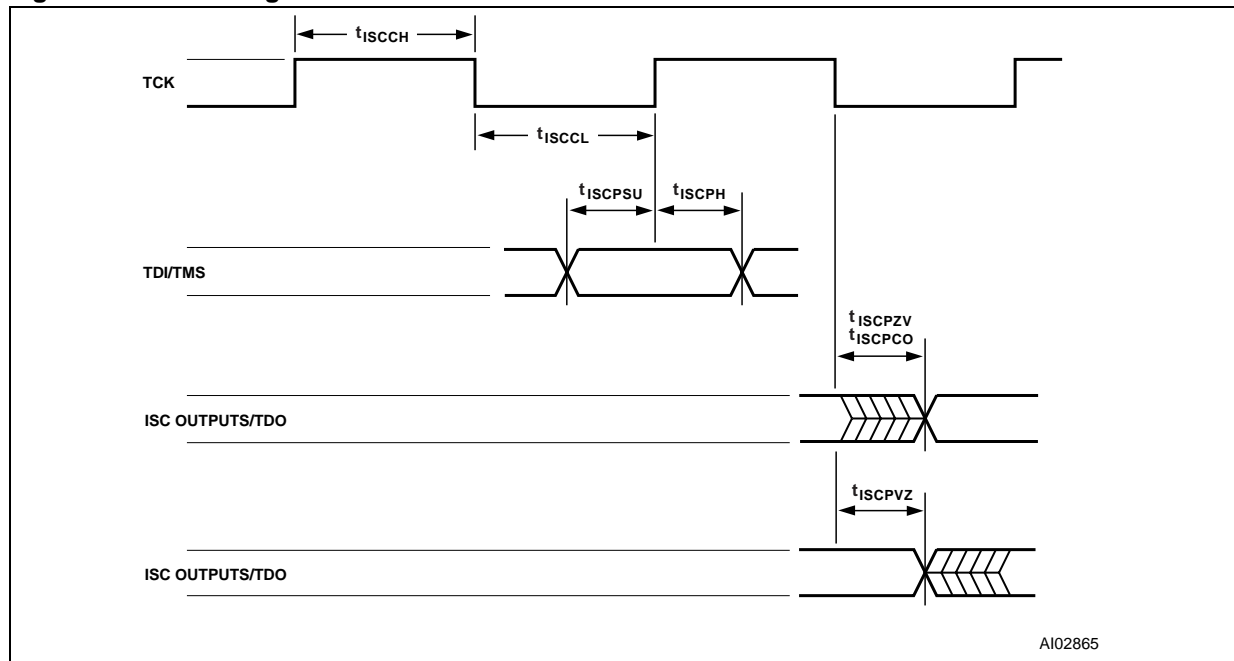 tISCCH
TCK
tISCCL
tISCPSU
tISCPH
TDI/TMS
tISCPZV
tISCPCO
ISC OUTPUTS/TDO
tISCPVZ
ISC OUTPUTS/TDO
AI02865